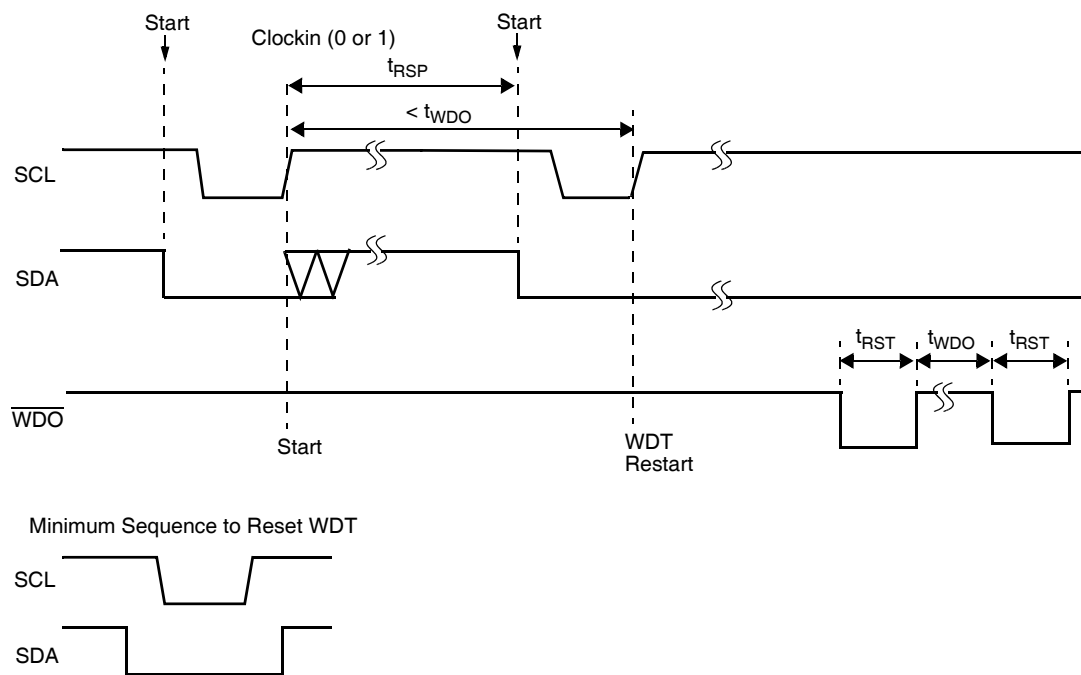 Start
Start
Clockin (0 or 1)
tRSP
< tWDO
SCL
SDA
tRST
tWDO
tRST
WDO
Start
WDT
Restart
Minimum Sequence to Reset WDT
SCL
SDA